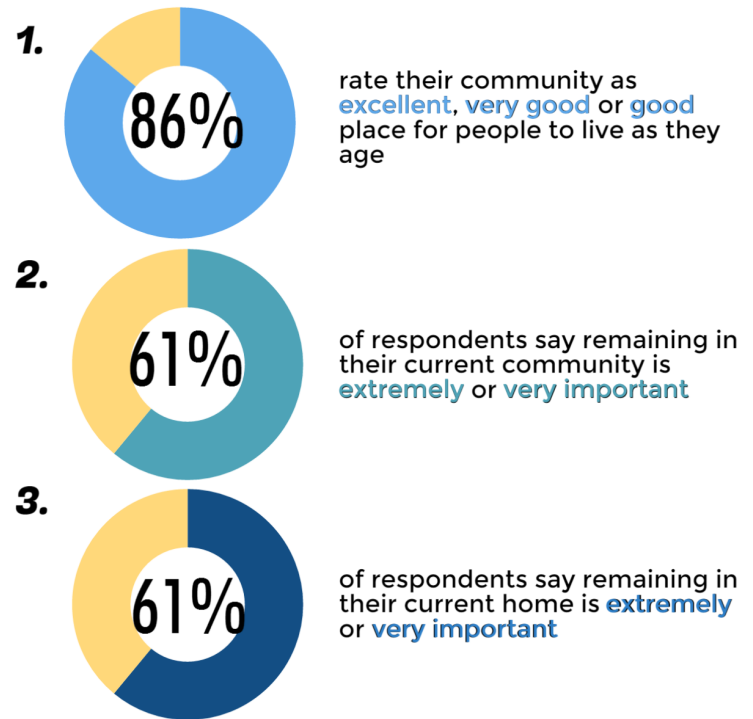 1.
86%
rate their community as
excellent, very good or good
place for people to live as they
age
2.
61%
of respondents say remaining in
their current community is
extremely or very important
3.
61%
of respondents say remaining in
their current home is extremely
or very important